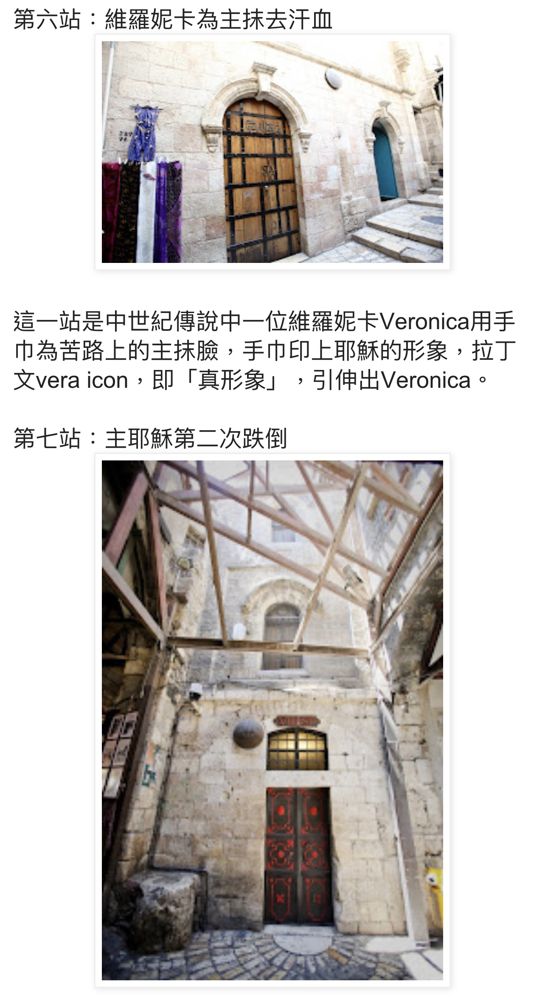 第六站：維羅妮卡為主抹去汗血
這一站是中世紀傳說中一位維羅妮卡Veronica用手
巾為苦路上的主抹臉，手巾印上耶穌的形象，拉丁
文vera icon，即「真形象」，引伸出Veronica。
第七站：主耶穌第二次跌倒
VII ST